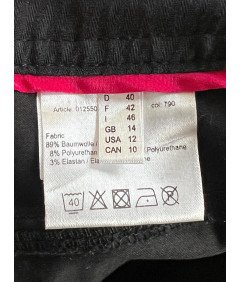 D 40
Article: 012550 F 42 col: 790
I 46
GB 14
Fabric: USA 12
89% Baumwolle CAN 10
8% Polyurethane
3% Elastan / Elastane
40